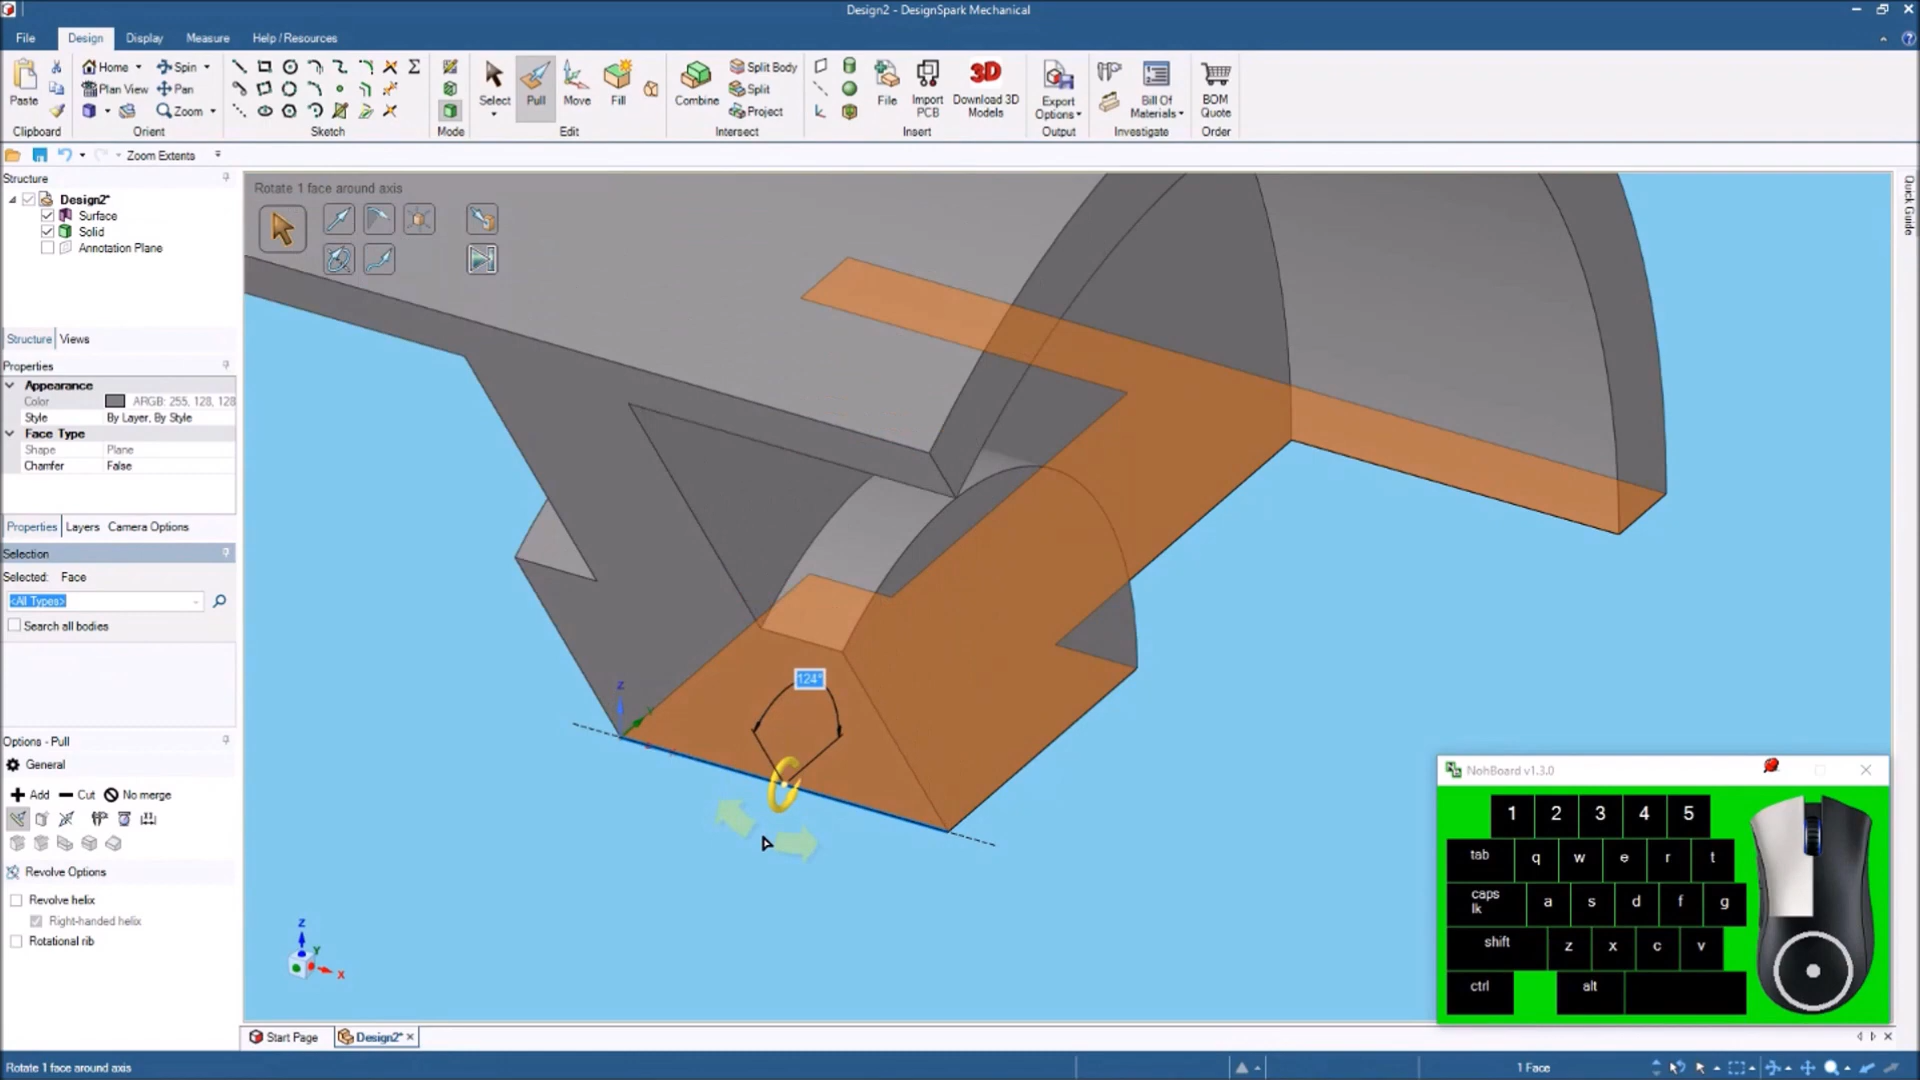 Design2 - DesignSpark Mechanical
File Design Display Measure Help / Resources
Paste
Home Spin
Plan View Pan
Zoom
Σ
Select Pull Move Fill
Combine
Split Body
Split
Project
File Import PCB 3D Download 3D Models
Export Options
Bill Of Materials
BOM Quote
Clipboard Orient Sketch Mode Edit Intersect Insert Output Investigate Order
Zoom Extents
Structure
Design2*
Surface
Solid
Annotation Plane
Structure Views
Properties
Appearance
Color ARGB: 255, 128, 128
Style By Layer, By Style
Face Type
Shape Plane
Chamfer False
Properties Layers Camera Options
Selection
Selected: Face
<All Types>
Search all bodies
Options - Pull
General
Add Cut No merge
Revolve Options
Revolve helix
Right-handed helix
Rotational rib
Rotate 1 face around axis
Z
Y
124°
Z
Y
X
Quick Guide
NohBoard v1.3.0
1 2 3 4 5
tab q w e r t
caps lk a s d f g
shift z x c v
ctrl alt
Start Page Design2*
Rotate 1 face around axis
1 Face